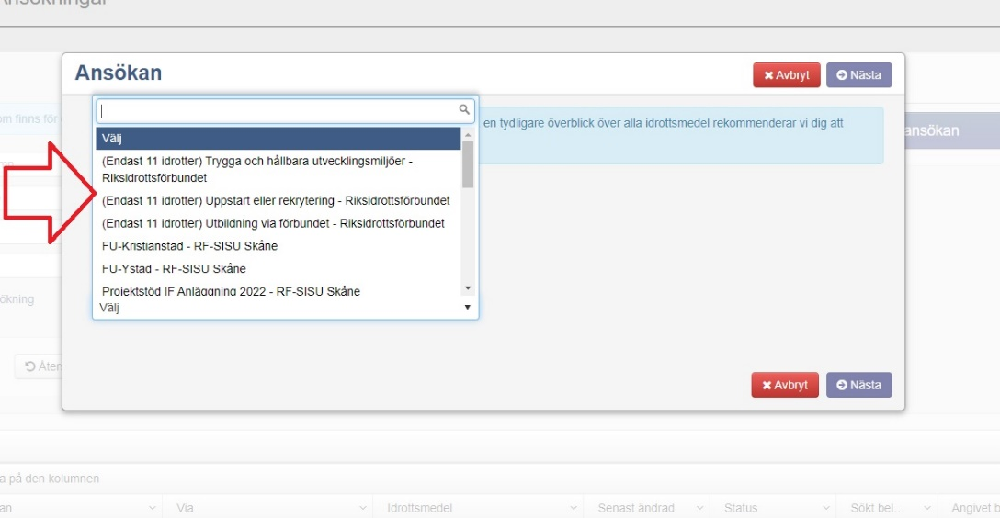 Ansökningar
Ansökan
Avbryt
Nästa
en tydligare överblick över alla idrottsmedel rekommenderar vi dig att
om finns för
ansökan
Välj
(Endast 11 idrotter) Trygga och hållbara utvecklingsmiljöer -
Riksidrottsförbundet
(Endast 11 idrotter) Uppstart eller rekrytering - Riksidrottsförbundet
(Endast 11 idrotter) Utbildning via förbundet - Riksidrottsförbundet
FU-Kristianstad - RF-SISU Skåne
FU-Ystad - RF-SISU Skåne
Projektstöd IF Anläggning 2022 - RF-SISU Skåne
ökning
Välj
Åter
Avbryt
Nästa
a på den kolumnen
an
Via
Idrottsmedel
Senast ändrad
Status
Sökt bel...
Angivet b